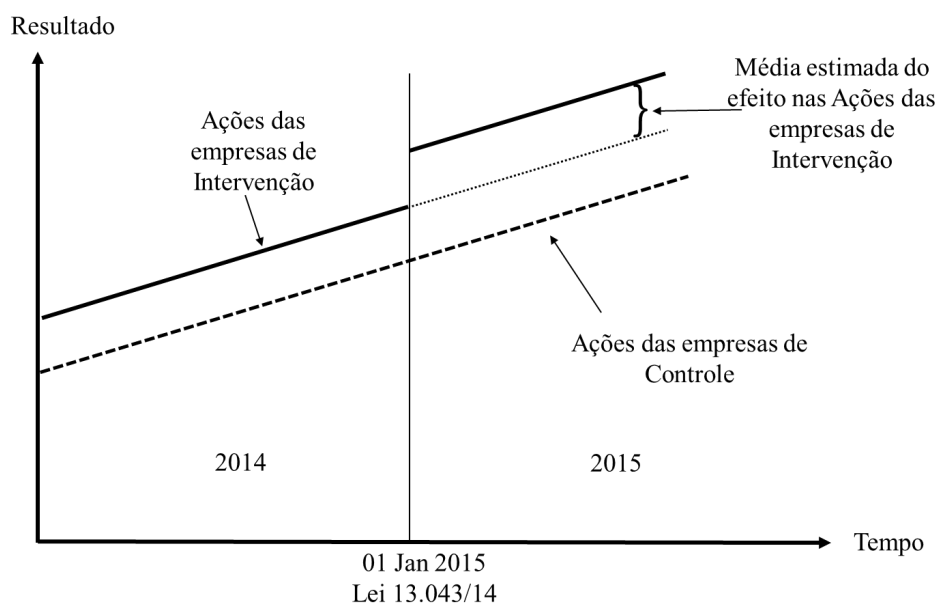 Resultado
Ações das
empresas de
Intervenção
Média estimada do
efeito nas Ações das
empresas de
Intervenção
Ações das empresas de
Controle
2014
2015
Tempo
01 Jan 2015
Lei 13.043/14